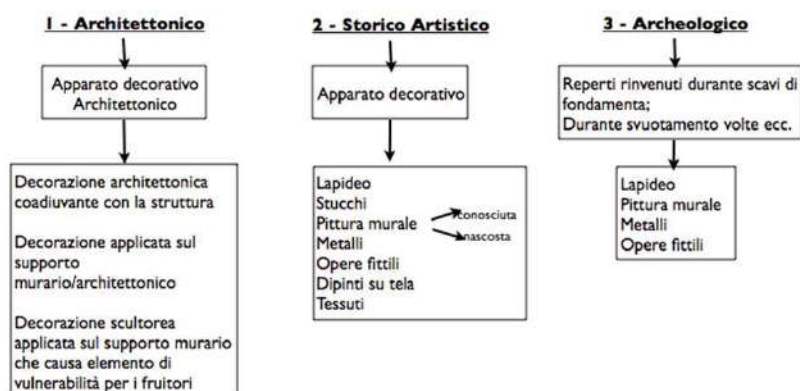 1 - Architettonico
Apparato decorativo
Architettonico
Decorazione architettonica
coadiuvante con la struttura
Decorazione applicata sul
supporto
murario/architettonico
Decorazione scultorea
applicata sul supporto murario
che causa elemento di
vulnerabilità per i fruitori
2 - Storico Artistico
Apparato decorativo
Lapideo
Stucchi
Pittura murale
conosciuta
nascosta
Metalli
Opere fittili
Dipinti su tela
Tessuti
3 - Archeologico
Reperti rinvenuti durante scavi di
fondamenta;
Durante svuotamento volte ecc.
Lapideo
Pittura murale
Metalli
Opere fittili